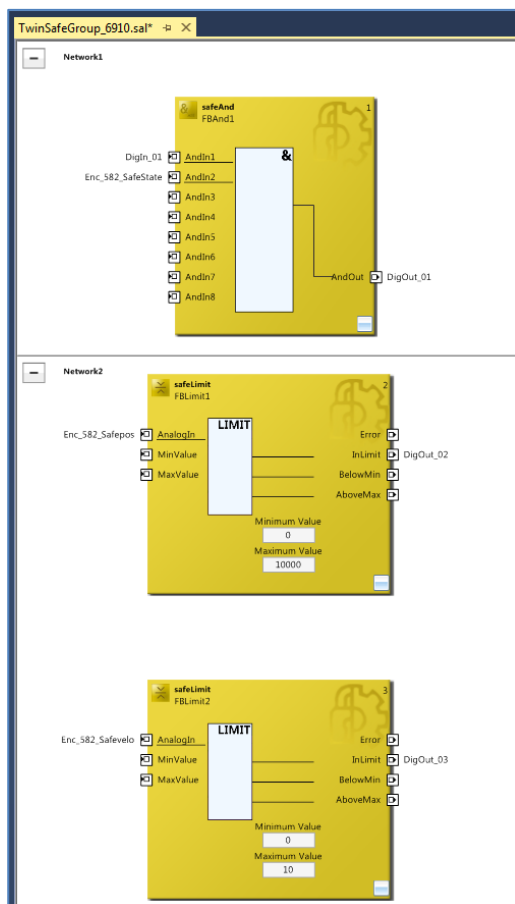 TwinSafeGroup_6910.sal*
Network1
safeAnd 1
FBAnd1
&
DigIn_01 AndIn1
Enc_582_SafeState AndIn2
AndIn3
AndIn4
AndIn5
AndIn6
AndIn7 AndOut DigOut_01
AndIn8
Network2
safeLimit 2
FBLimit1
LIMIT
Enc_582_Safepos AnalogIn Error
MinValue InLimit DigOut_02
MaxValue BelowMin
AboveMax
Minimum Value
0
Maximum Value
10000
safeLimit 3
FBLimit2
LIMIT
Enc_582_Safevelo AnalogIn Error
MinValue InLimit DigOut_03
MaxValue BelowMin
AboveMax
Minimum Value
0
Maximum Value
10